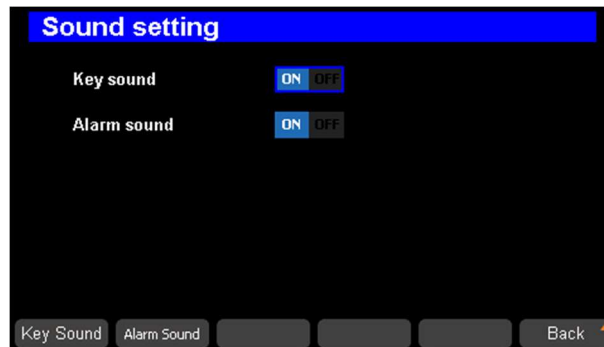 Sound setting
Key sound ON OFF
Alarm sound ON OFF
Key Sound Alarm Sound Back